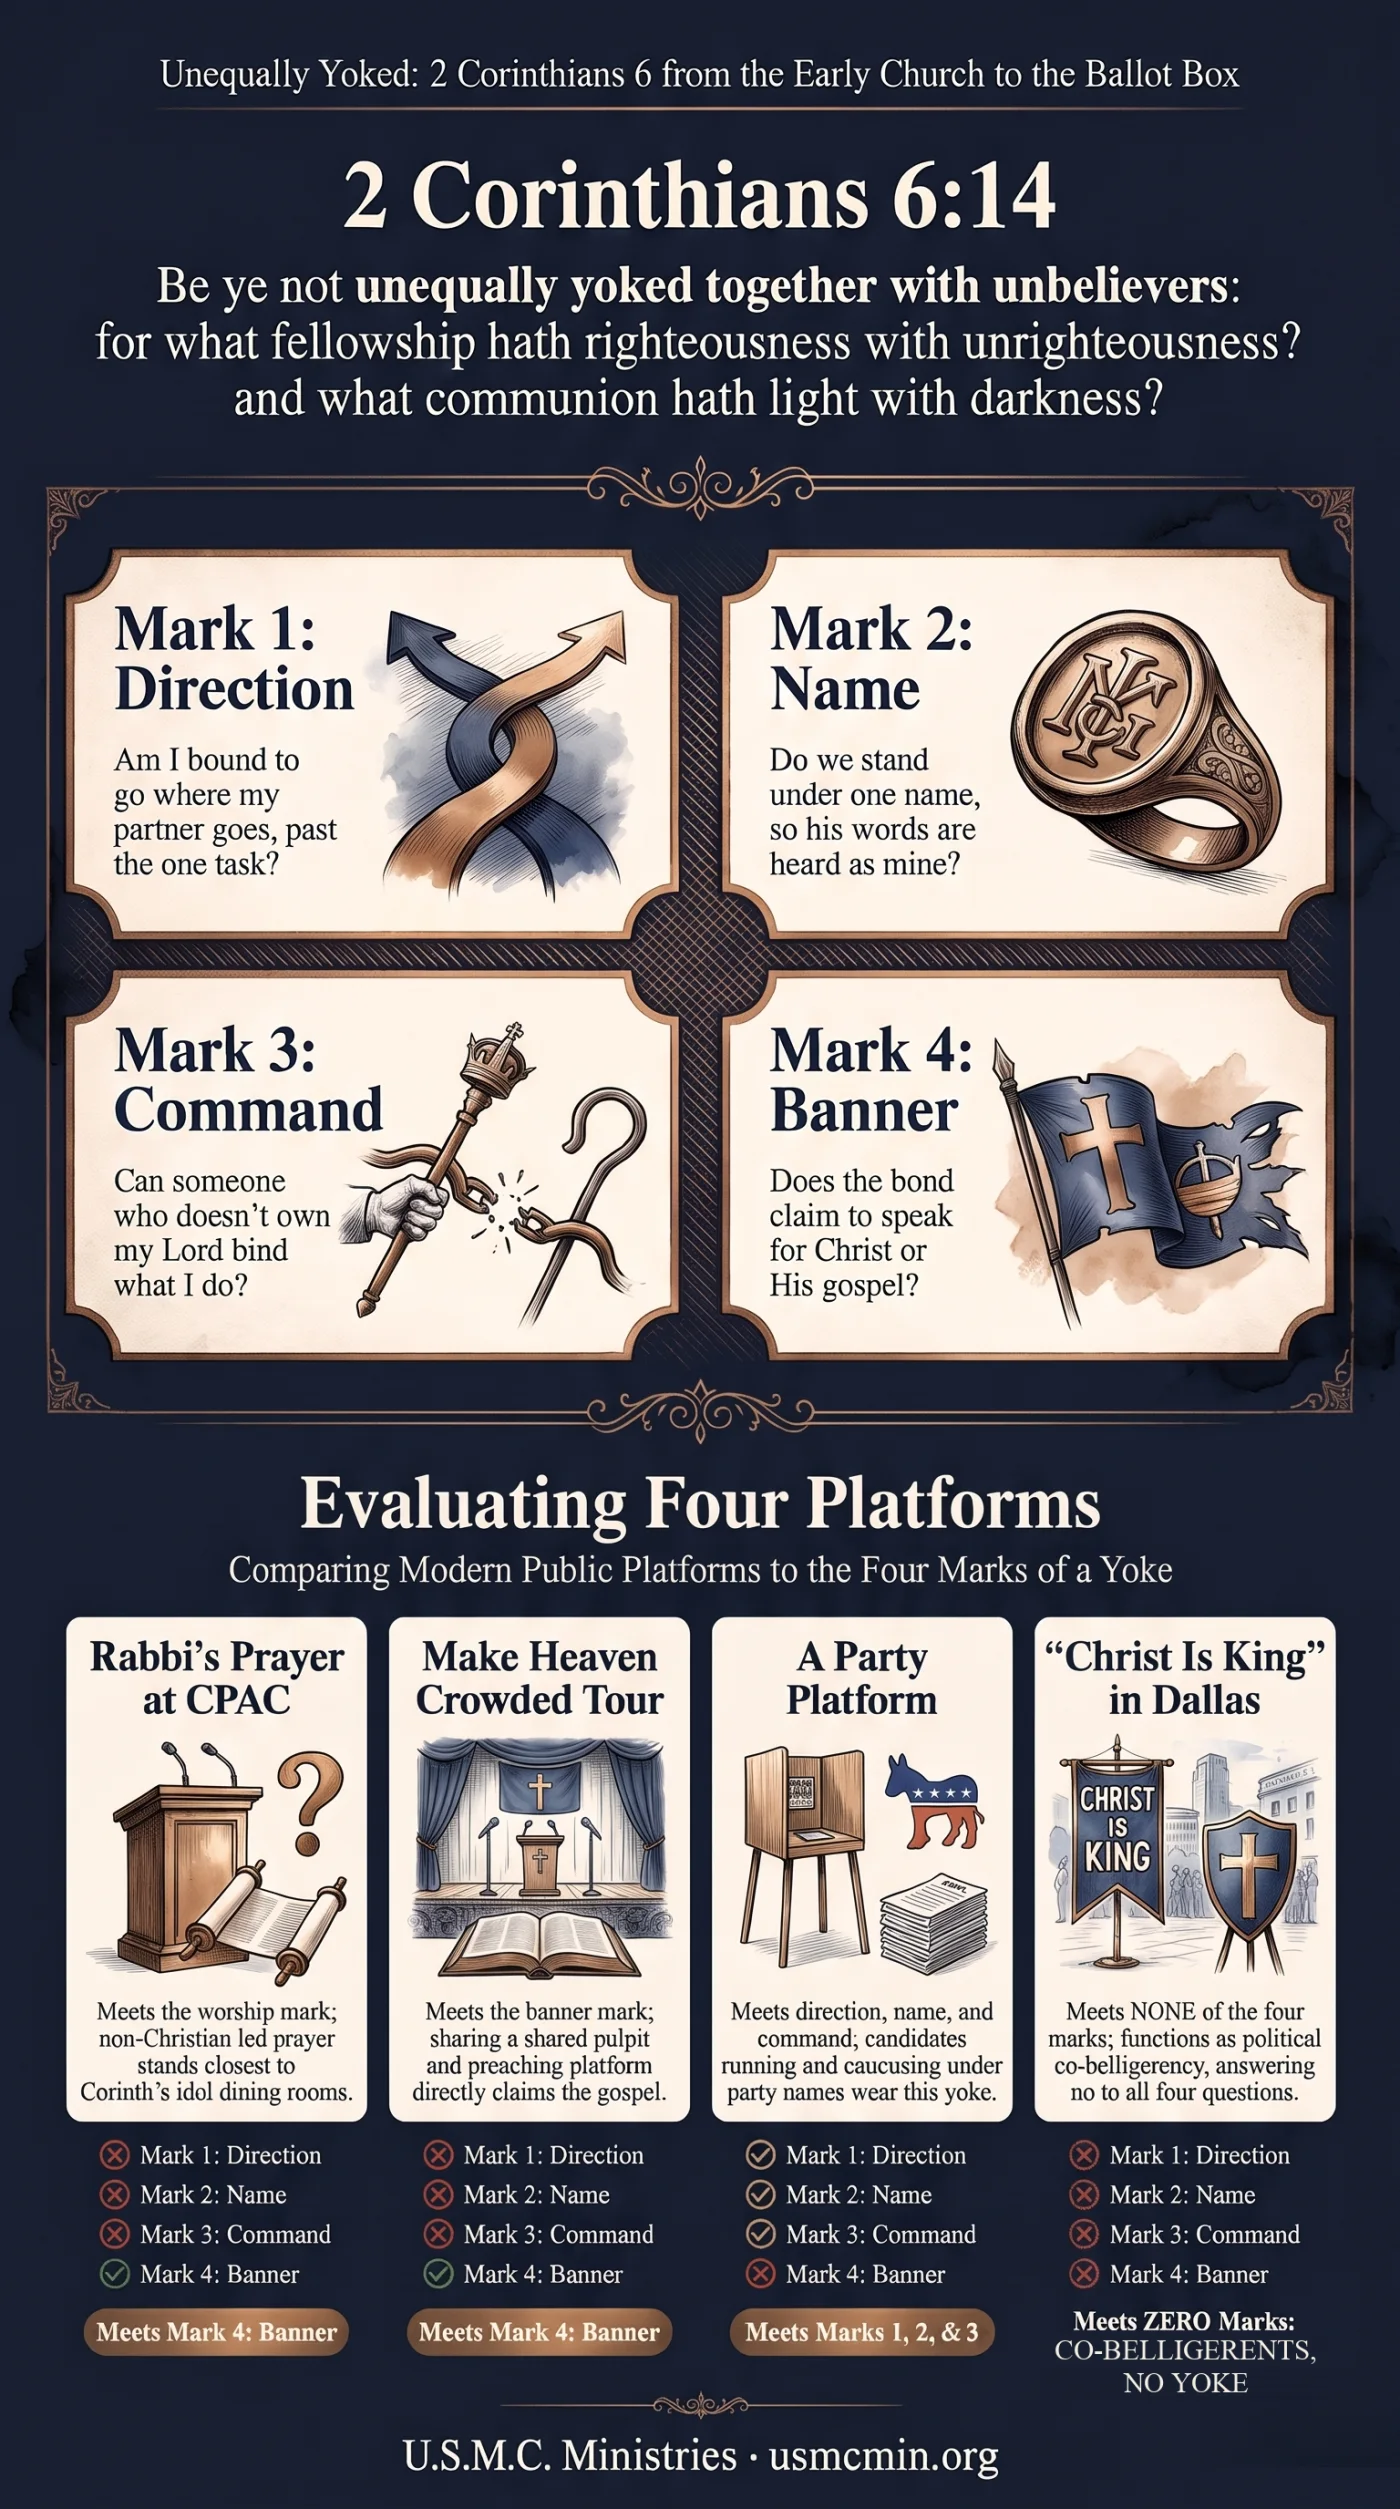 Unequally Yoked: 2 Corinthians 6 from the Early Church to the Ballot Box
2 Corinthians 6:14
Be ye not unequally yoked together with unbelievers:
for what fellowship hath righteousness with unrighteousness?
and what communion hath light with darkness?
Mark 1:
Direction
Am I bound to
go where my
partner goes, past
the one task?
Mark 2:
Name
Do we stand
under one name,
so his words are
heard as mine?
Mark 3:
Command
Can someone
who doesn't own
my Lord bind
what I do?
Mark 4:
Banner
Does the bond
claim to speak
for Christ or
His gospel?
Evaluating Four Platforms
Comparing Modern Public Platforms to the Four Marks of a Yoke
Rabbi's Prayer
at CPAC
Meets the worship mark;
non-Christian led prayer
stands closest to
Corinth's idol dining rooms.
Mark 1: Direction
Mark 2: Name
Mark 3: Command
Mark 4: Banner
Meets Mark 4: Banner
Make Heaven
Crowded Tour
Meets the banner mark;
sharing a shared pulpit
and preaching platform
directly claims the gospel.
Mark 1: Direction
Mark 2: Name
Mark 3: Command
Mark 4: Banner
Meets Mark 4: Banner
A Party
Platform
Meets direction, name, and
command; candidates
running and caucusing under
party names wear this yoke.
Mark 1: Direction
Mark 2: Name
Mark 3: Command
Mark 4: Banner
Meets Marks 1, 2, & 3
"Christ Is King"
in Dallas
CHRIST
IS
KING
Meets NONE of the four
marks; functions as political
co-belligerency, answering
no to all four questions.
Mark 1: Direction
Mark 2: Name
Mark 3: Command
Mark 4: Banner
Meets ZERO Marks:
CO-BELLIGERENTS,
NO YOKE
U.S.M.C. Ministries · usmcmin.org